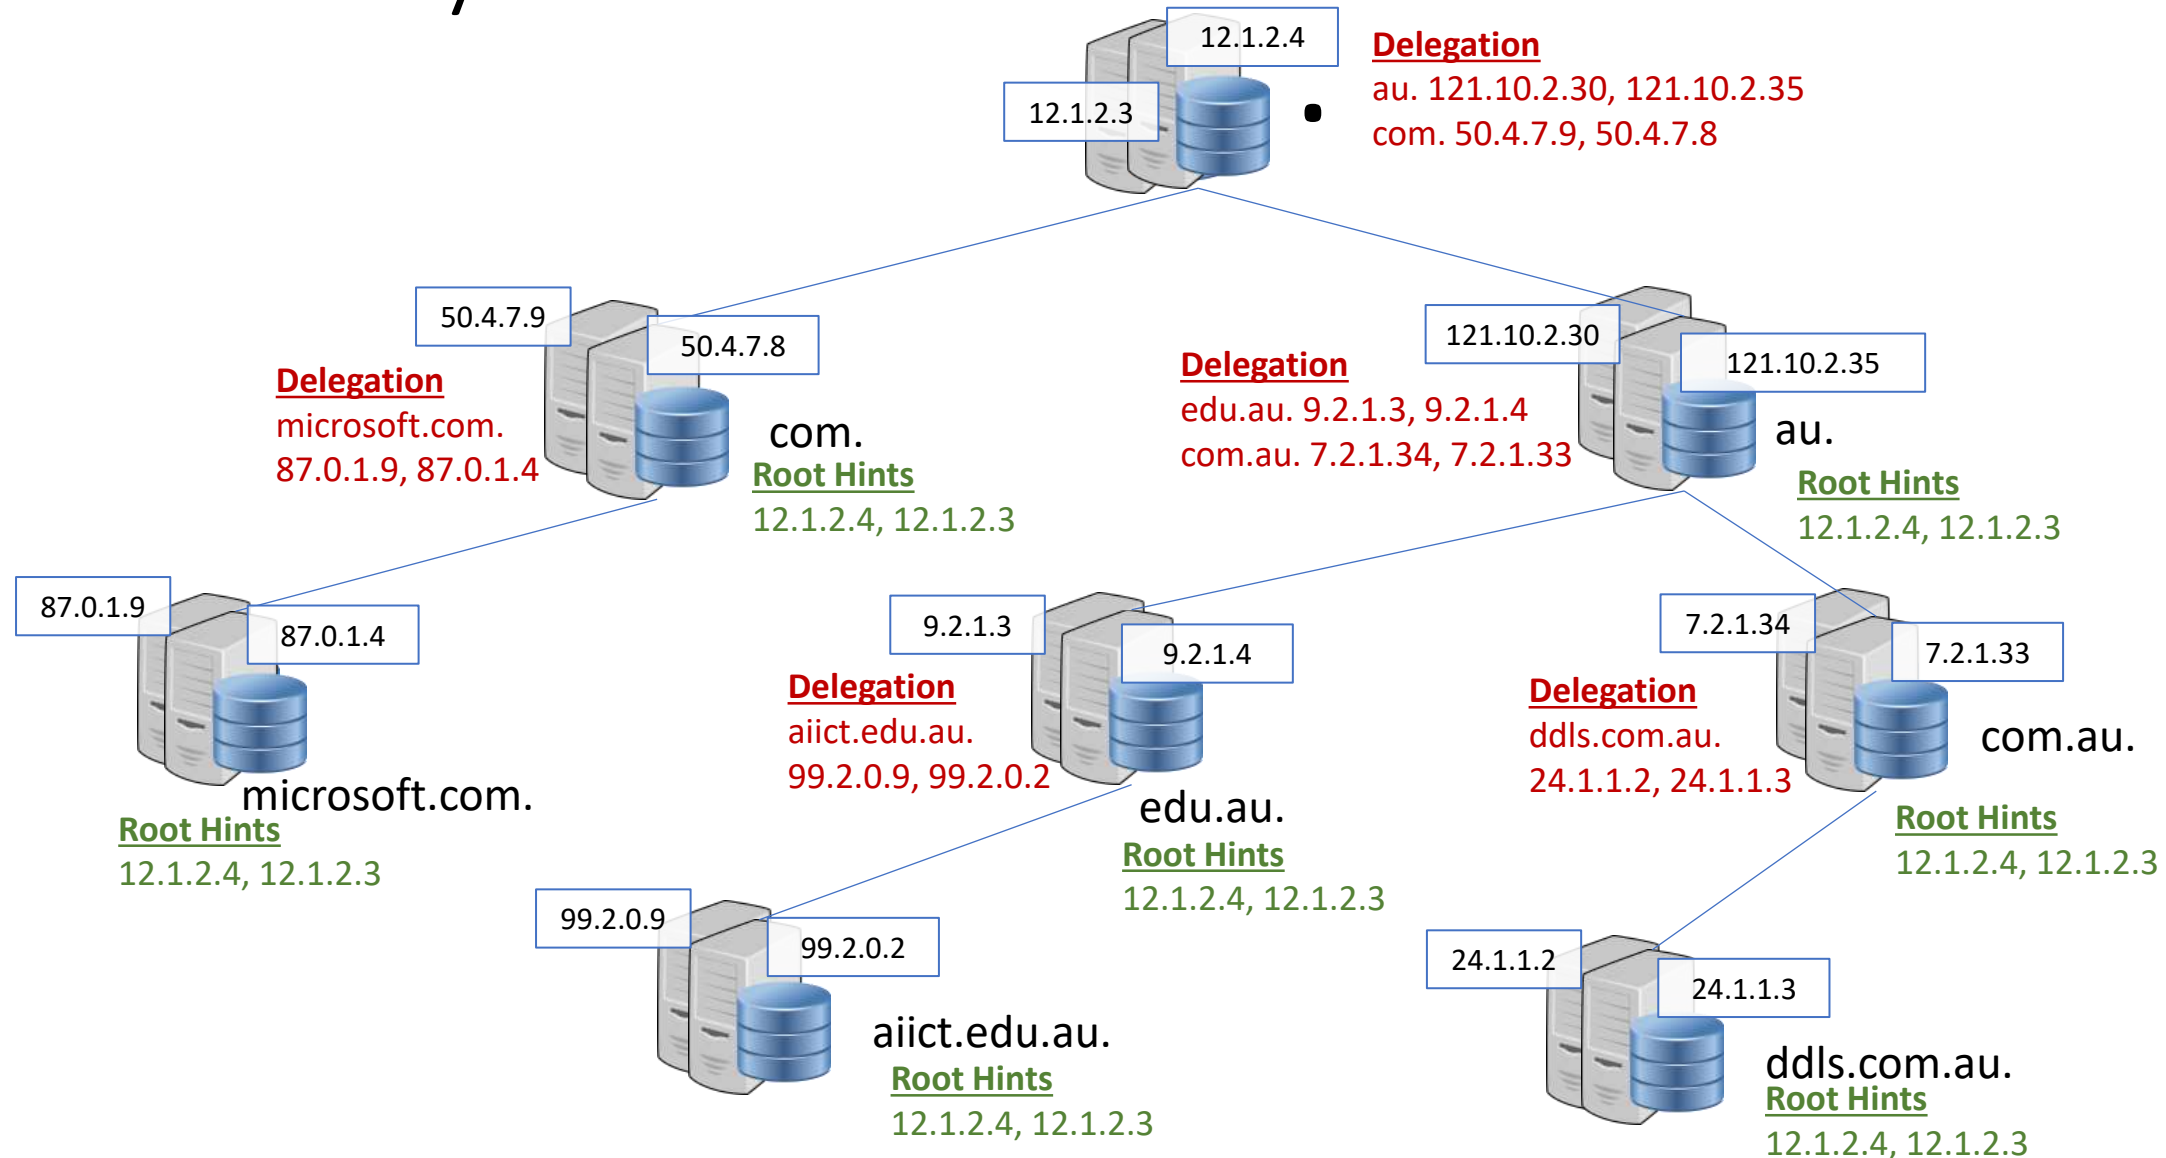 12.1.2.4
12.1.2.3
.
Delegation
au. 121.10.2.30, 121.10.2.35
com. 50.4.7.9, 50.4.7.8
50.4.7.9
50.4.7.8
Delegation
microsoft.com.
87.0.1.9, 87.0.1.4
com.
Root Hints
12.1.2.4, 12.1.2.3
121.10.2.30
121.10.2.35
Delegation
edu.au. 9.2.1.3, 9.2.1.4
com.au. 7.2.1.34, 7.2.1.33
au.
Root Hints
12.1.2.4, 12.1.2.3
87.0.1.9
87.0.1.4
microsoft.com.
Root Hints
12.1.2.4, 12.1.2.3
9.2.1.3
9.2.1.4
Delegation
aiict.edu.au.
99.2.0.9, 99.2.0.2
edu.au.
Root Hints
12.1.2.4, 12.1.2.3
7.2.1.34
7.2.1.33
Delegation
ddls.com.au.
24.1.1.2, 24.1.1.3
com.au.
Root Hints
12.1.2.4, 12.1.2.3
99.2.0.9
99.2.0.2
aiict.edu.au.
Root Hints
12.1.2.4, 12.1.2.3
24.1.1.2
24.1.1.3
ddls.com.au.
Root Hints
12.1.2.4, 12.1.2.3